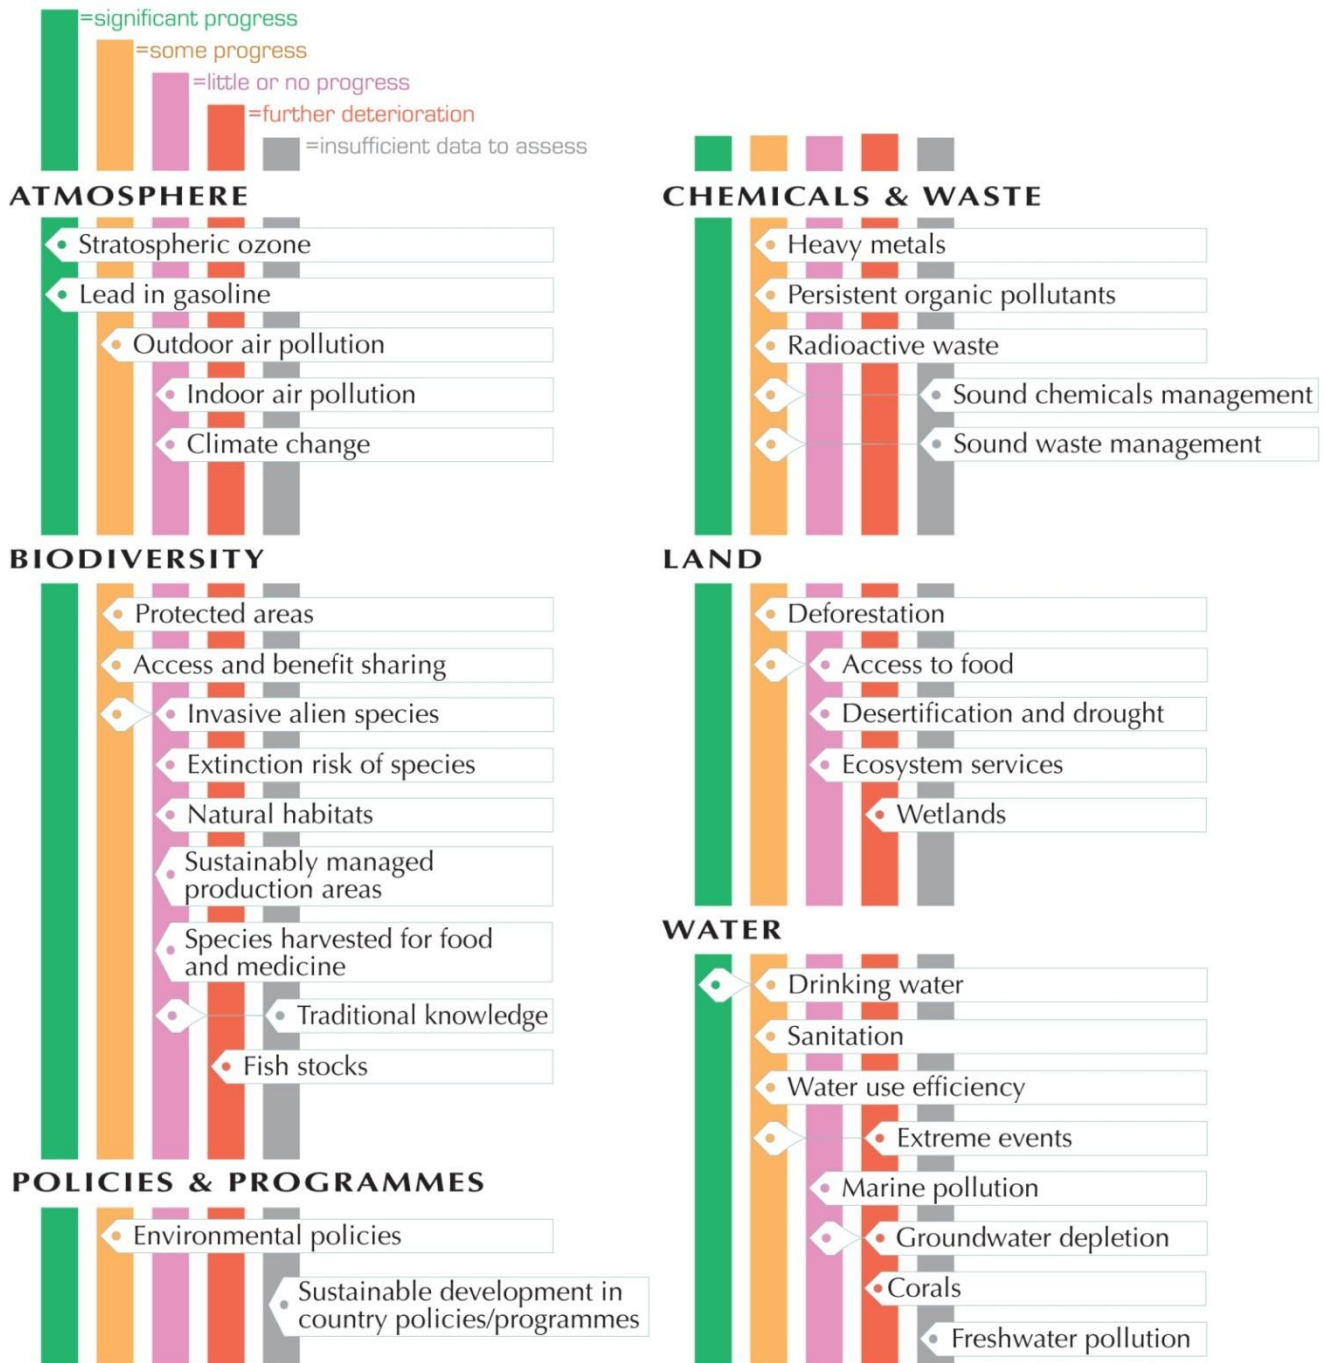 =significant progress
=some progress
=little or no progress
=further deterioration
=insufficient data to assess
ATMOSPHERE
Stratospheric ozone
Lead in gasoline
Outdoor air pollution
Indoor air pollution
Climate change
BIODIVERSITY
Protected areas
Access and benefit sharing
Invasive alien species
Extinction risk of species
Natural habitats
Sustainably managed
production areas
Species harvested for food
and medicine
Traditional knowledge
Fish stocks
POLICIES & PROGRAMMES
Environmental policies
Sustainable development in
country policies/programmes
CHEMICALS & WASTE
Heavy metals
Persistent organic pollutants
Radioactive waste
Sound chemicals management
Sound waste management
LAND
Deforestation
Access to food
Desertification and drought
Ecosystem services
Wetlands
WATER
Drinking water
Sanitation
Water use efficiency
Extreme events
Marine pollution
Groundwater depletion
Corals
Freshwater pollution